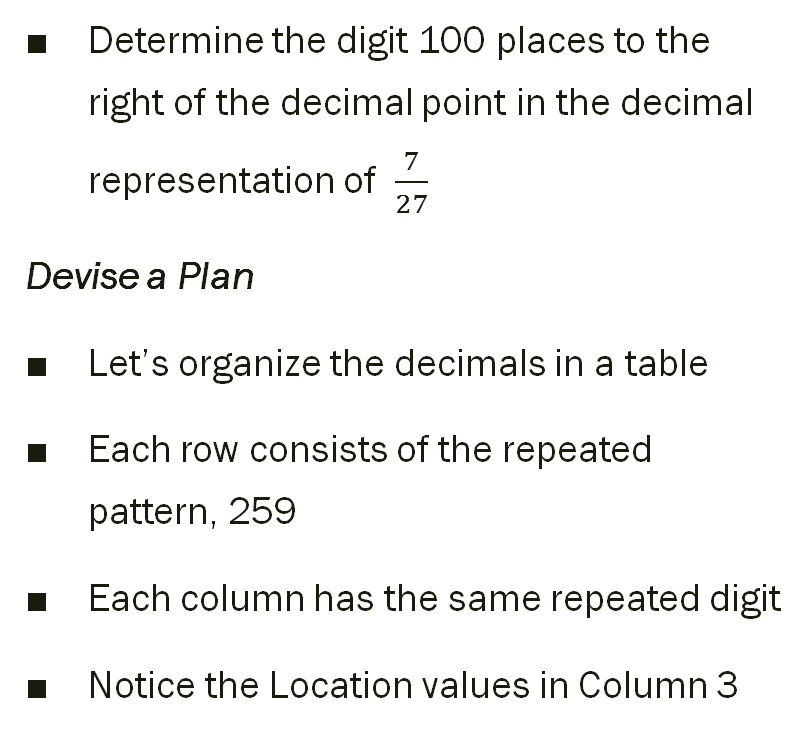 ■ Determine the digit 100 places to the
right of the decimal point in the decimal
representation of 7/27
Devise a Plan
■ Let's organize the decimals in a table
■ Each row consists of the repeated
pattern, 259
■ Each column has the same repeated digit
■ Notice the Location values in Column 3